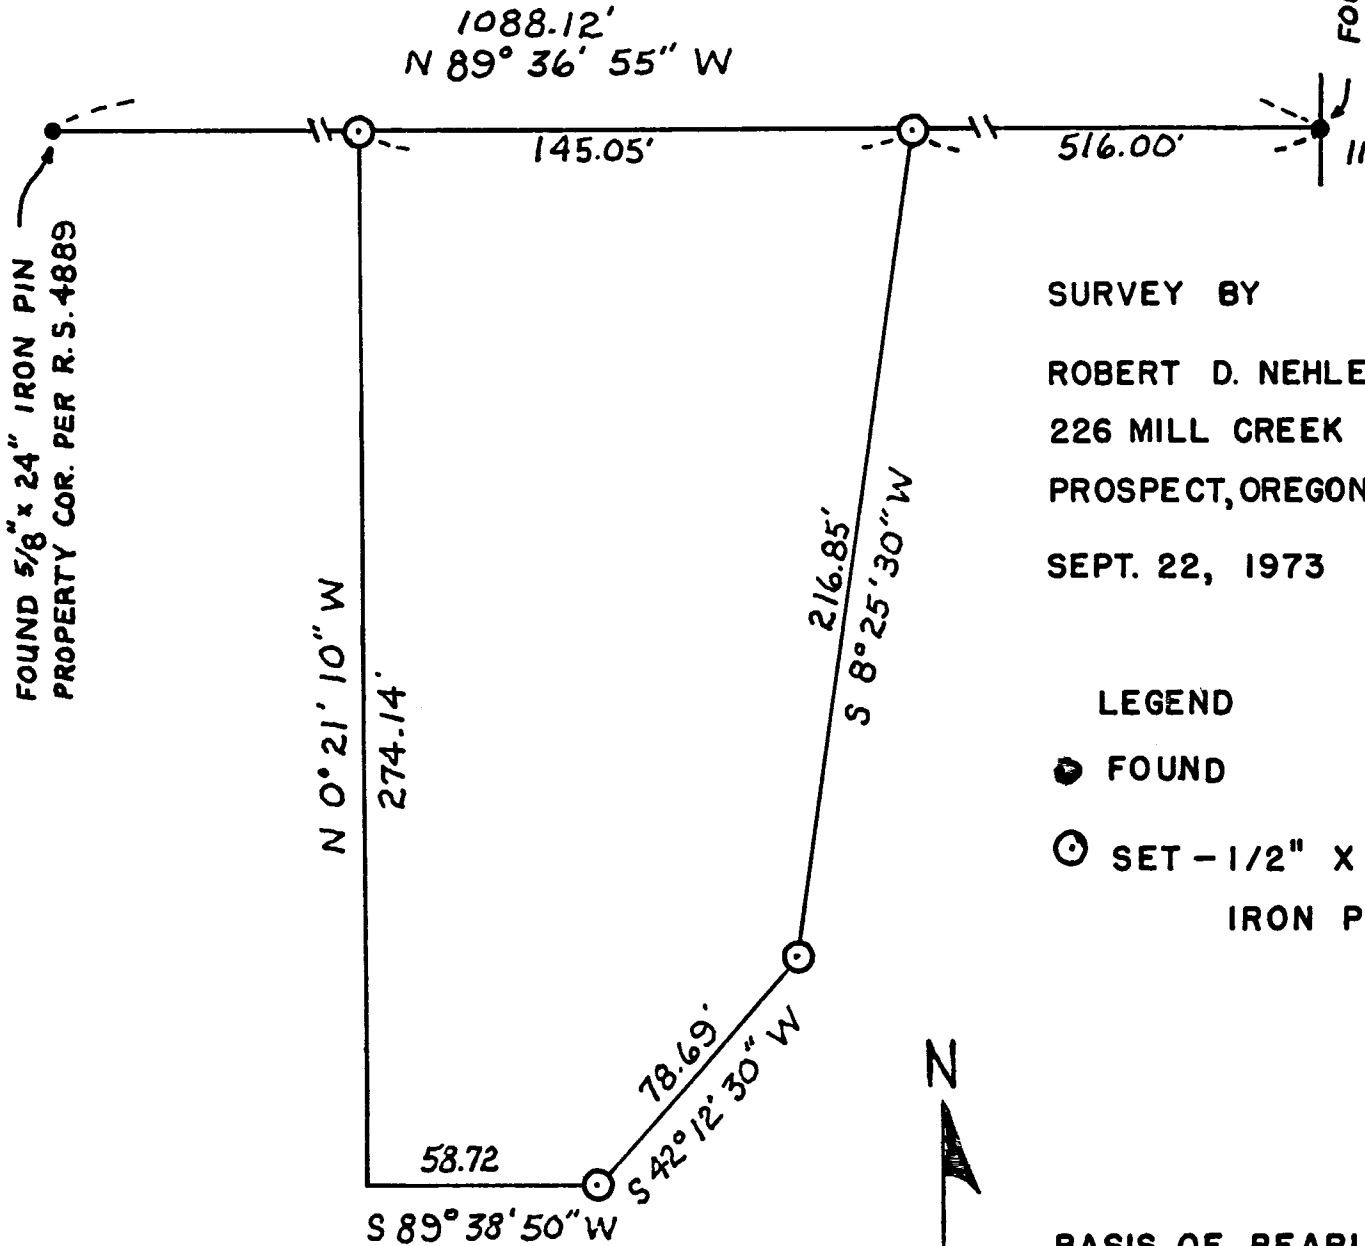 1088.12'
N 89° 36' 55" W
145.05'
516.00'
FOUND 5/8" x 24" IRON PIN
PROPERTY COR. PER R.S. 4889
N 0° 21' 10" W
274.14'
216.85'
S 8° 25' 30" W
78.69'
S 42° 12' 30" W
58.72
S 89° 38' 50" W
SURVEY BY
ROBERT D. NEHLE
226 MILL CREEK
PROSPECT, OREGON
SEPT. 22, 1973
LEGEND
FOUND
SET - 1/2" X
IRON P
N